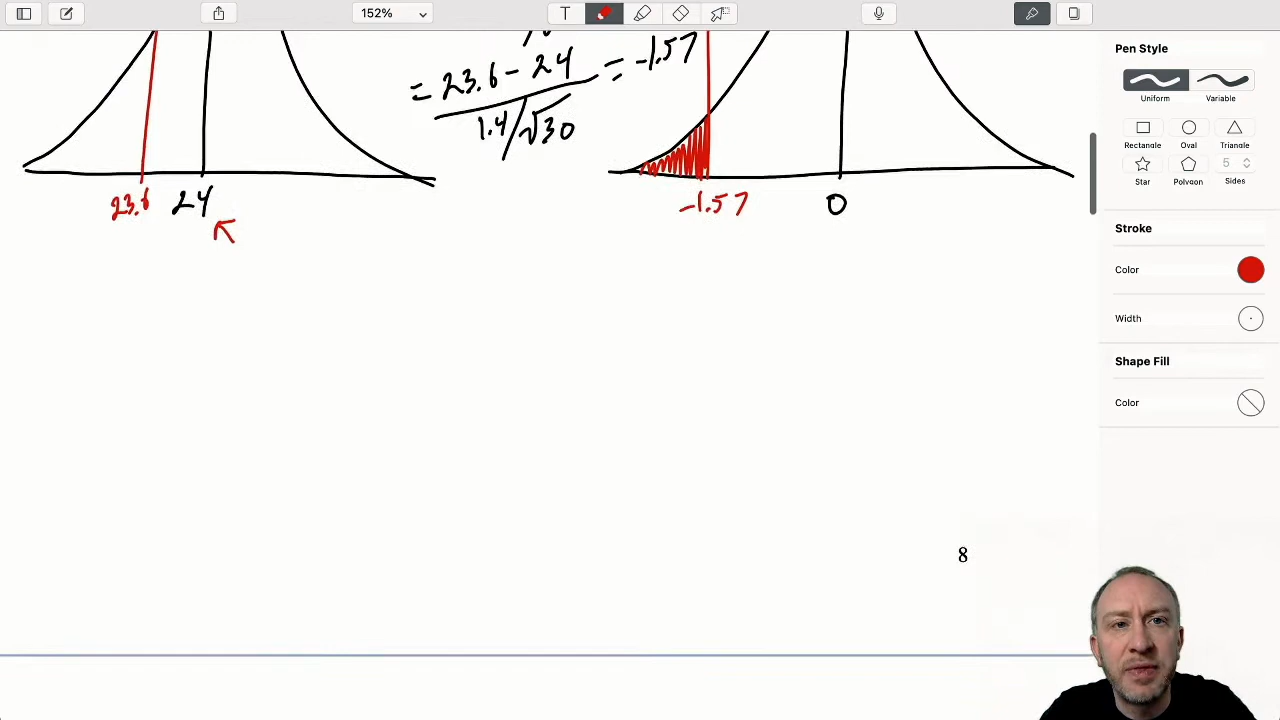 152%
T
= 23.6 - 24 = -1.57
1.4/√30
23.6 24
-1.57 0
8
Pen Style
Uniform Variable
Rectangle Oval Triangle
Star Polygon 5 Sides
Stroke
Color
Width
Shape Fill
Color